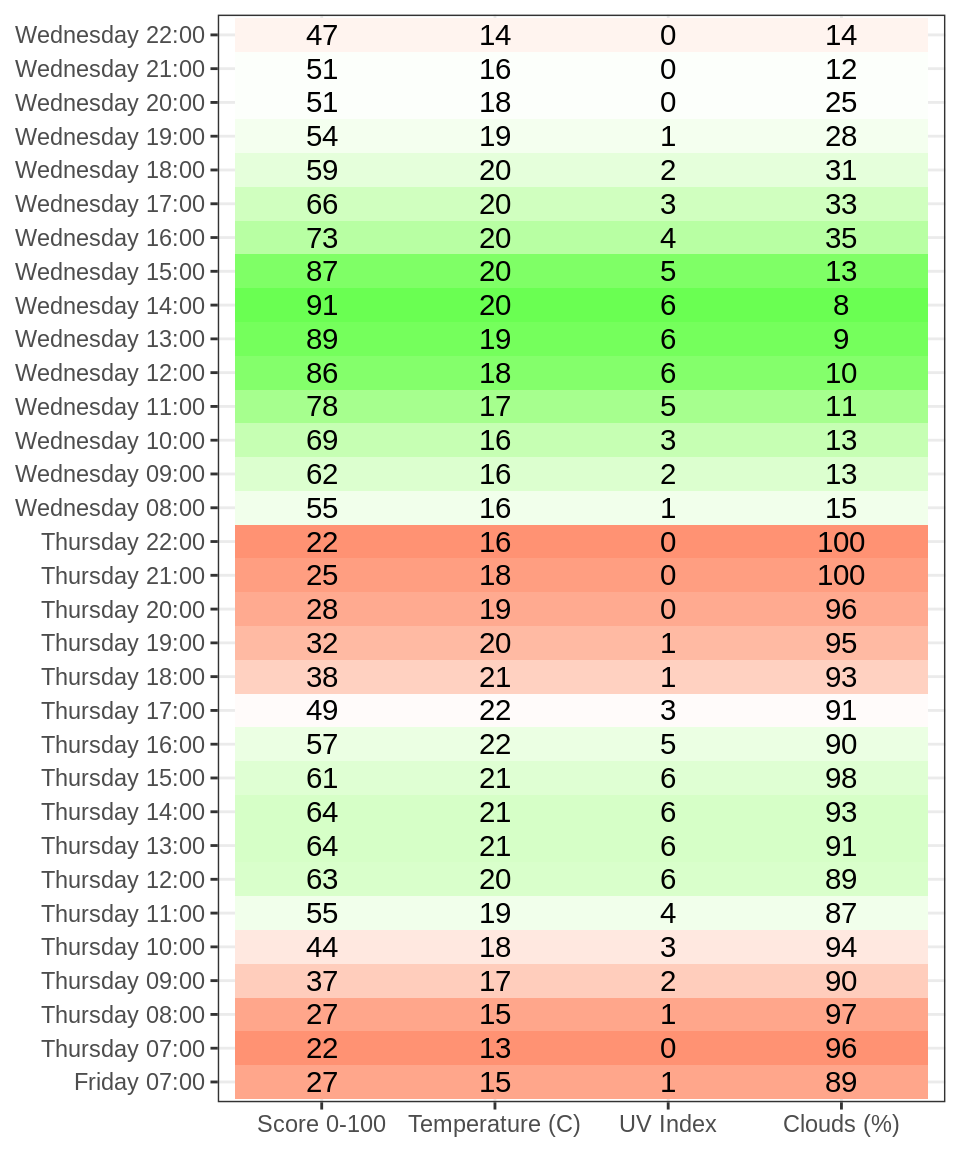 Wednesday 22:00 47 14 0 14
Wednesday 21:00 51 16 0 12
Wednesday 20:00 51 18 0 25
Wednesday 19:00 54 19 1 28
Wednesday 18:00 59 20 2 31
Wednesday 17:00 66 20 3 33
Wednesday 16:00 73 20 4 35
Wednesday 15:00 87 20 5 13
Wednesday 14:00 91 20 6 8
Wednesday 13:00 89 19 6 9
Wednesday 12:00 86 18 6 10
Wednesday 11:00 78 17 5 11
Wednesday 10:00 69 16 3 13
Wednesday 09:00 62 16 2 13
Wednesday 08:00 55 16 1 15
Thursday 22:00 22 16 0 100
Thursday 21:00 25 18 0 100
Thursday 20:00 28 19 0 96
Thursday 19:00 32 20 1 95
Thursday 18:00 38 21 1 93
Thursday 17:00 49 22 3 91
Thursday 16:00 57 22 5 90
Thursday 15:00 61 21 6 98
Thursday 14:00 64 21 6 93
Thursday 13:00 64 21 6 91
Thursday 12:00 63 20 6 89
Thursday 11:00 55 19 4 87
Thursday 10:00 44 18 3 94
Thursday 09:00 37 17 2 90
Thursday 08:00 27 15 1 97
Thursday 07:00 22 13 0 96
Friday 07:00 27 15 1 89
Score 0-100 Temperature (C) UV Index Clouds (%)